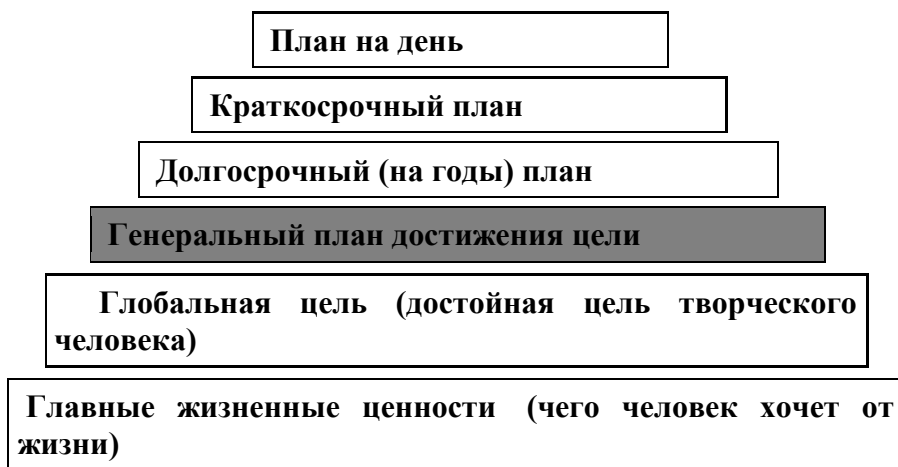 План на день
Краткосрочный план
Долгосрочный (на годы) план
Генеральный план достижения цели
Глобальная цель (достойная цель творческого
человека)
Главные жизненные ценности (чего человек хочет от
жизни)